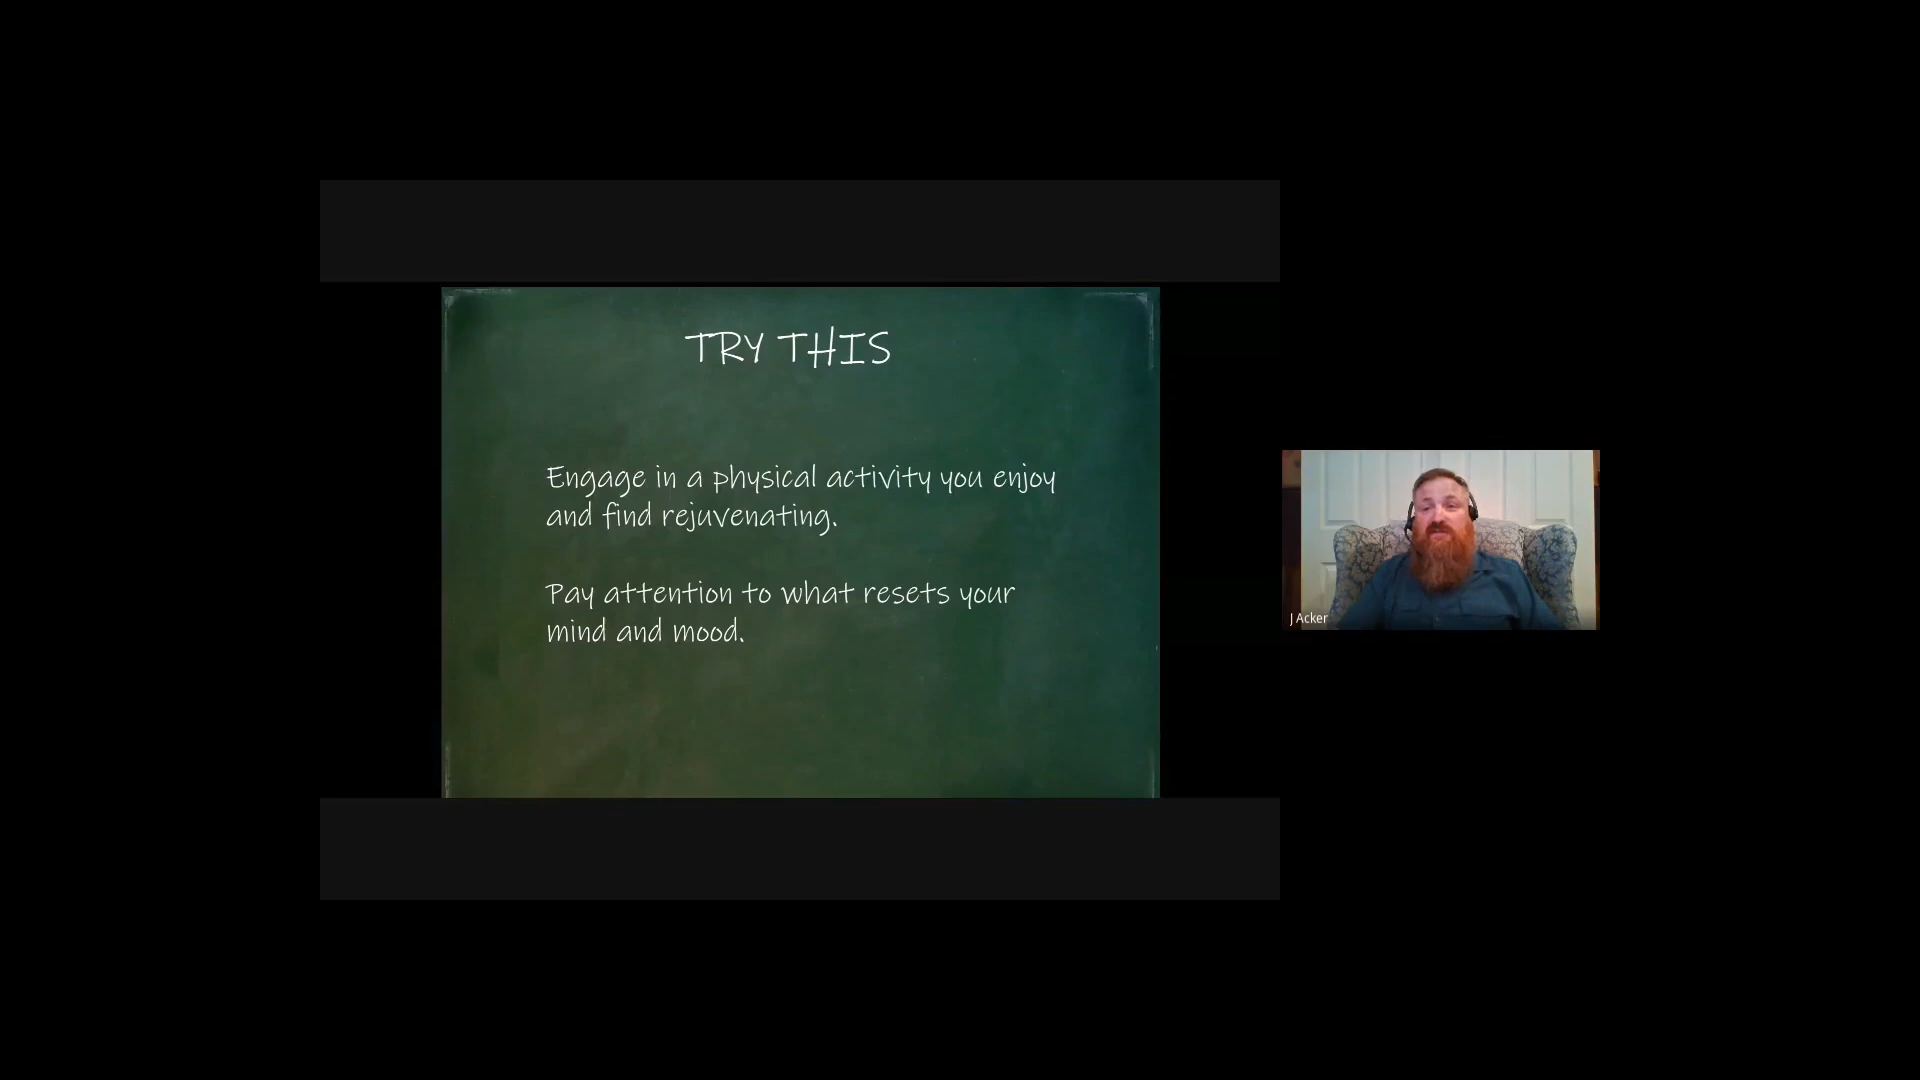 TRY THIS
Engage in a physical activity you enjoy
and find rejuvenating.
Pay attention to what resets your
mind and mood.
J Acker